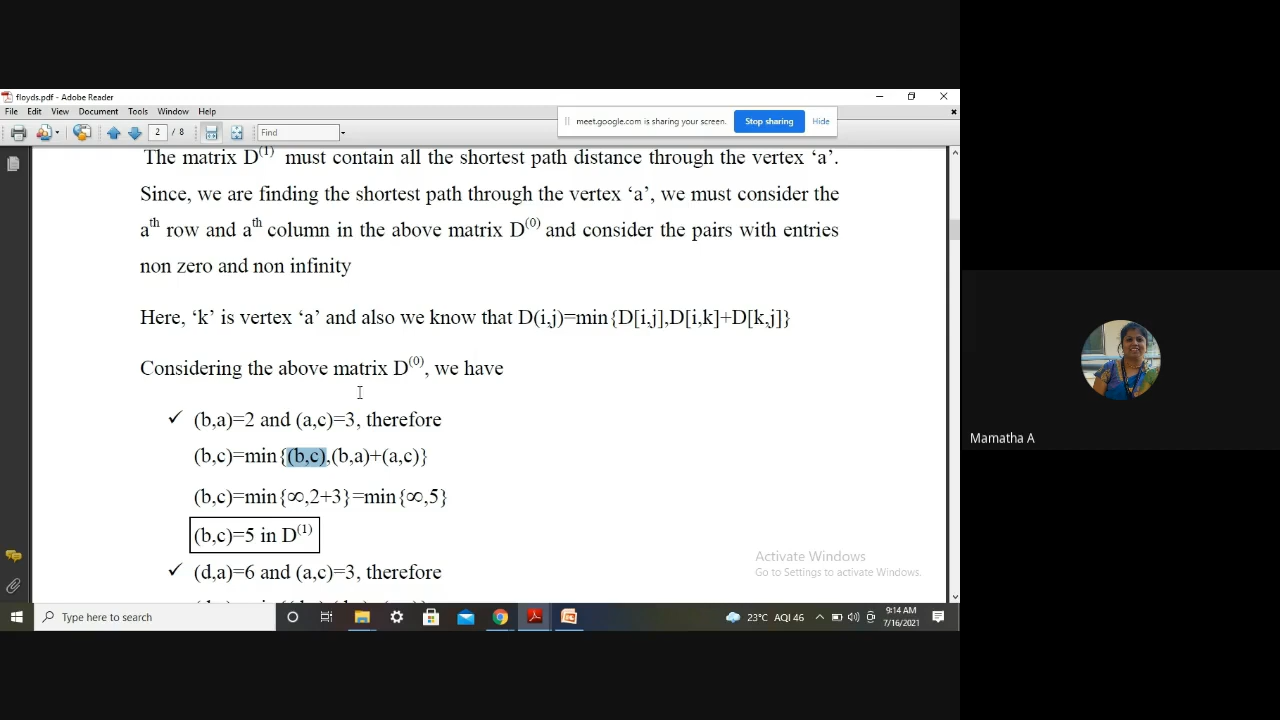 floyds.pdf - Adobe Reader
File Edit View Document Tools Window Help
meet.google.com is sharing your screen. Stop sharing Hide
2 / 8 Find
The matrix D(1) must contain all the shortest path distance through the vertex ‘a’.
Since, we are finding the shortest path through the vertex ‘a’, we must consider the
ath row and ath column in the above matrix D(0) and consider the pairs with entries
non zero and non infinity
Here, ‘k’ is vertex ‘a’ and also we know that D(i,j)=min{D[i,j],D[i,k]+D[k,j]}
Considering the above matrix D(0), we have
✓ (b,a)=2 and (a,c)=3, therefore
(b,c)=min{(b,c),(b,a)+(a,c)}
(b,c)=min{∞,2+3}=min{∞,5}
(b,c)=5 in D(1)
✓ (d,a)=6 and (a,c)=3, therefore
Activate Windows
Go to Settings to activate Windows.
Mamatha A
Type here to search
23°C AQI 46
9:14 AM
7/16/2021